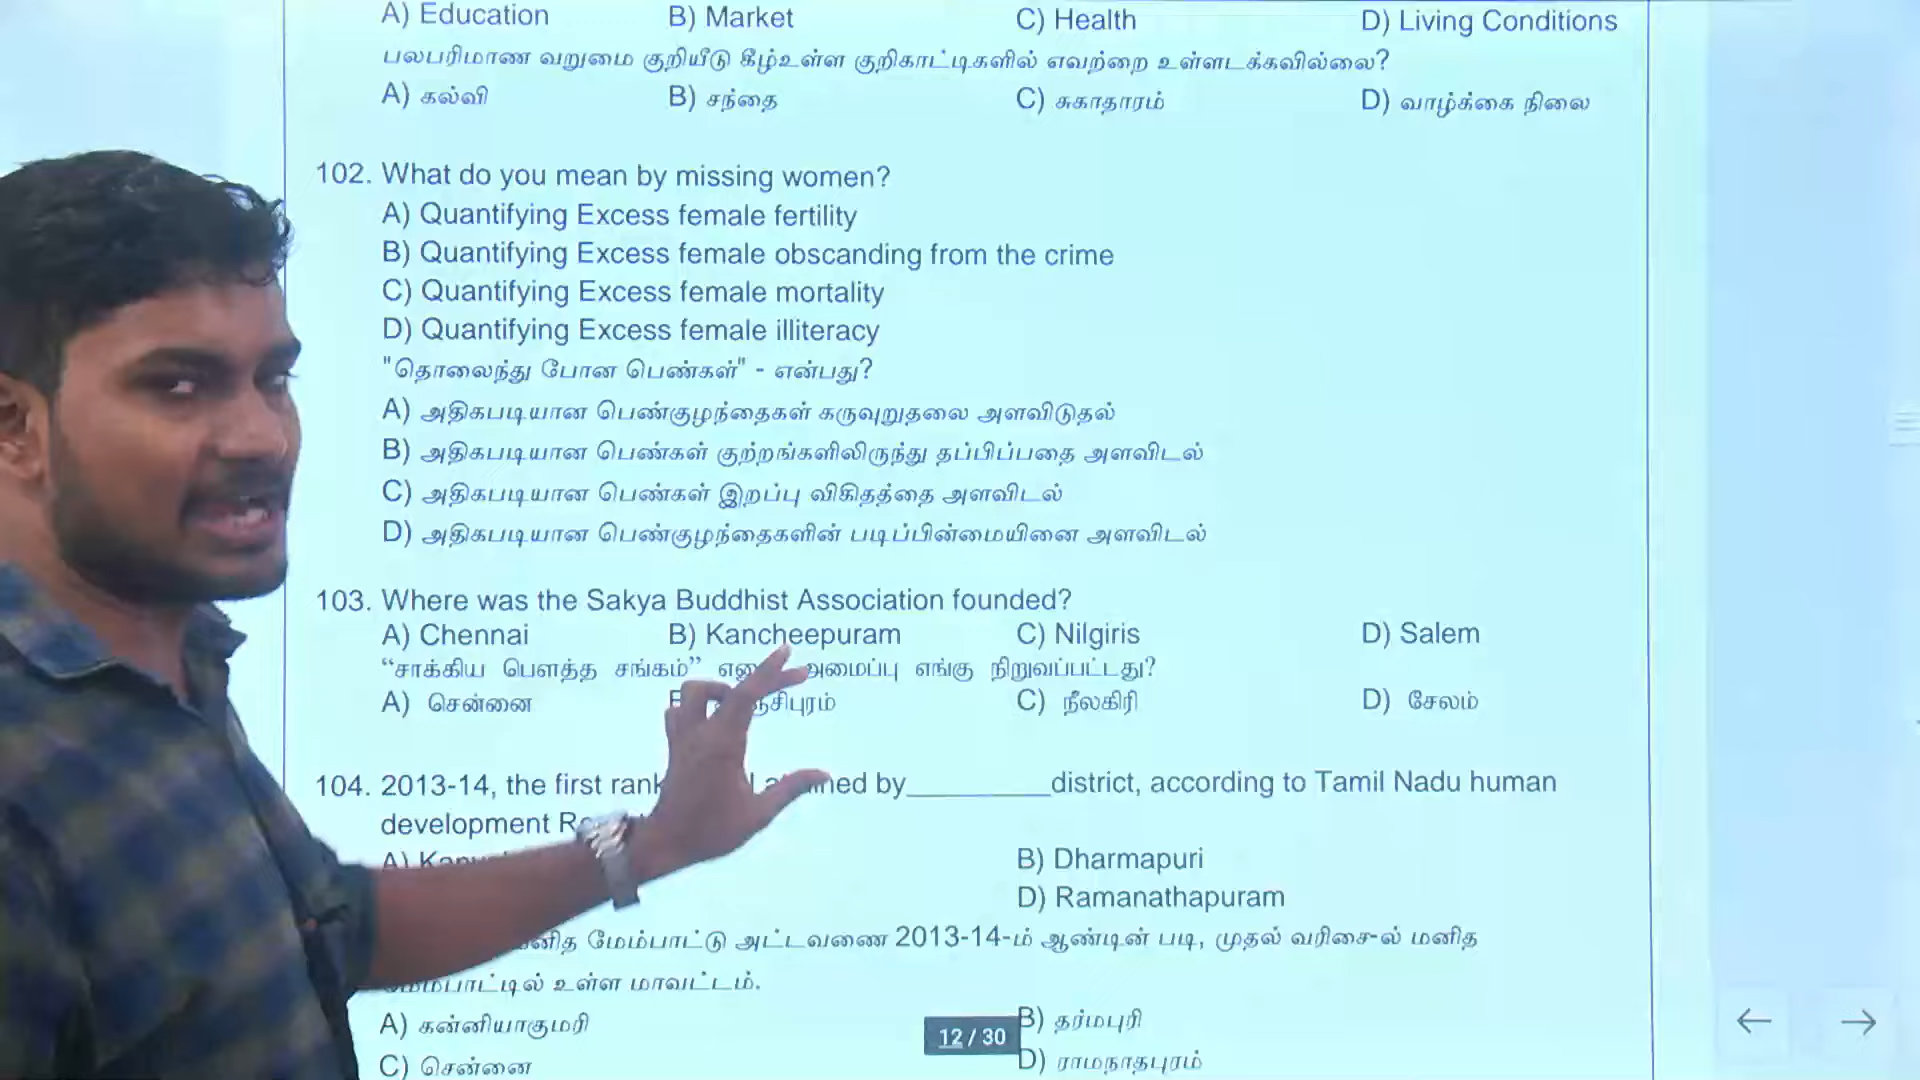 A) Education B) Market C) Health D) Living Conditions
பலபரிமாண வறுமை குறியீடு கீழ்உள்ள குறிகாட்டிகளில் எவற்றை உள்ளடக்கவில்லை?
A) கல்வி B) சந்தை C) சுகாதாரம் D) வாழ்க்கை நிலை
102. What do you mean by missing women?
A) Quantifying Excess female fertility
B) Quantifying Excess female obscanding from the crime
C) Quantifying Excess female mortality
D) Quantifying Excess female illiteracy
"தொலைந்து போன பெண்கள்" - என்பது?
A) அதிகபடியான பெண்குழந்தைகள் கருவுறுதலை அளவிடுதல்
B) அதிகபடியான பெண்கள் குற்றங்களிலிருந்து தப்பிப்பதை அளவிடல்
C) அதிகபடியான பெண்கள் இறப்பு விகிதத்தை அளவிடல்
D) அதிகபடியான பெண்குழந்தைகளின் படிப்பின்மையினை அளவிடல்
103. Where was the Sakya Buddhist Association founded?
A) Chennai B) Kancheepuram C) Nilgiris D) Salem
“சாக்கிய பௌத்த சங்கம்” அமைப்பு எங்கு நிறுவப்பட்டது?
A) சென்னை C) நீலகிரி D) சேலம்
104. 2013-14, the first rank by_________district, according to Tamil Nadu human
development
B) Dharmapuri
D) Ramanathapuram
மேம்பாட்டு அட்டவணை 2013-14-ம் ஆண்டின் படி, முதல் வரிசை-ல் மனித
உள்ள மாவட்டம்.
A) கன்னியாகுமரி B) தர்மபுரி
C) சென்னை D) ராமநாதபுரம்
12 / 30